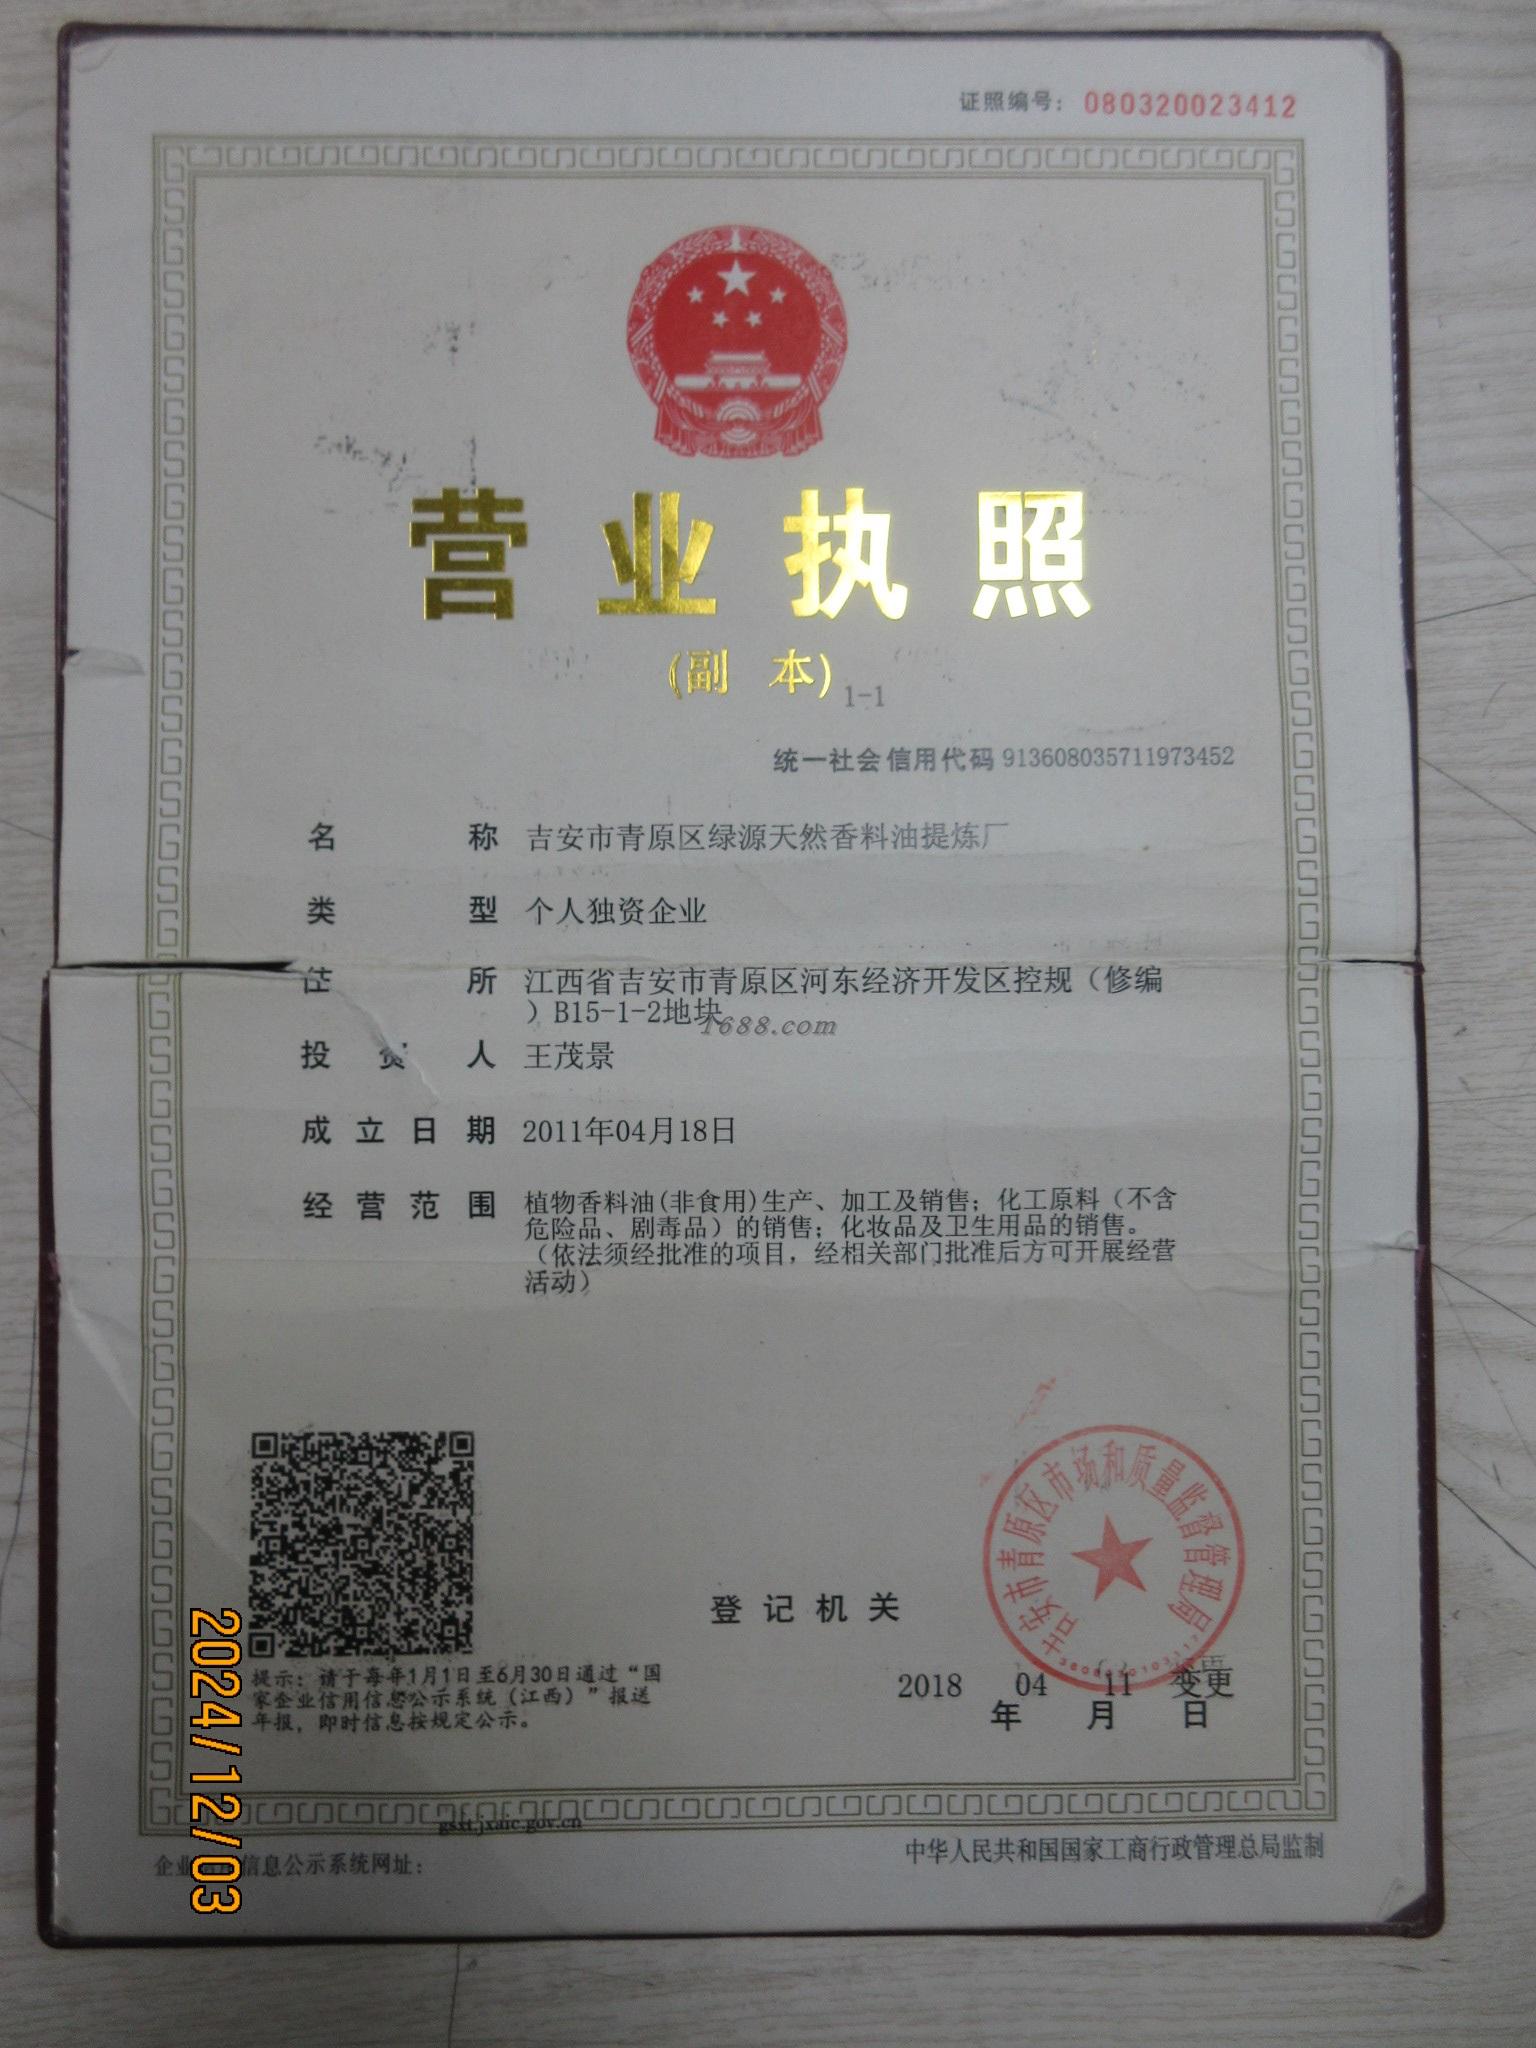 证照编号：080320023412
营业执照
(副本)
1-1
统一社会信用代码 913608035711973452
名称 吉安市青原区绿源天然香料油提炼厂
类型 个人独资企业
住所 江西省吉安市青原区河东经济开发区控规（修编
）B15-1-2地块
1688.com
投资人 王茂景
成立日期 2011年04月18日
经营范围 植物香料油(非食用)生产、加工及销售；化工原料（不含
危险品、剧毒品）的销售；化妆品及卫生用品的销售。
（依法须经批准的项目，经相关部门批准后方可开展经营
活动）
吉安市青原区市场和质量监督管理局
登记机关
提示：请于每年1月1日至6月30日通过“国
家企业信用信息公示系统（江西）”报送
年报，即时信息按规定公示。
2018 04 11 变更
年 月 日
2024/12/03
gsxt.jxaic.gov.cn
企业 信息公示系统网址：
中华人民共和国国家工商行政管理总局监制